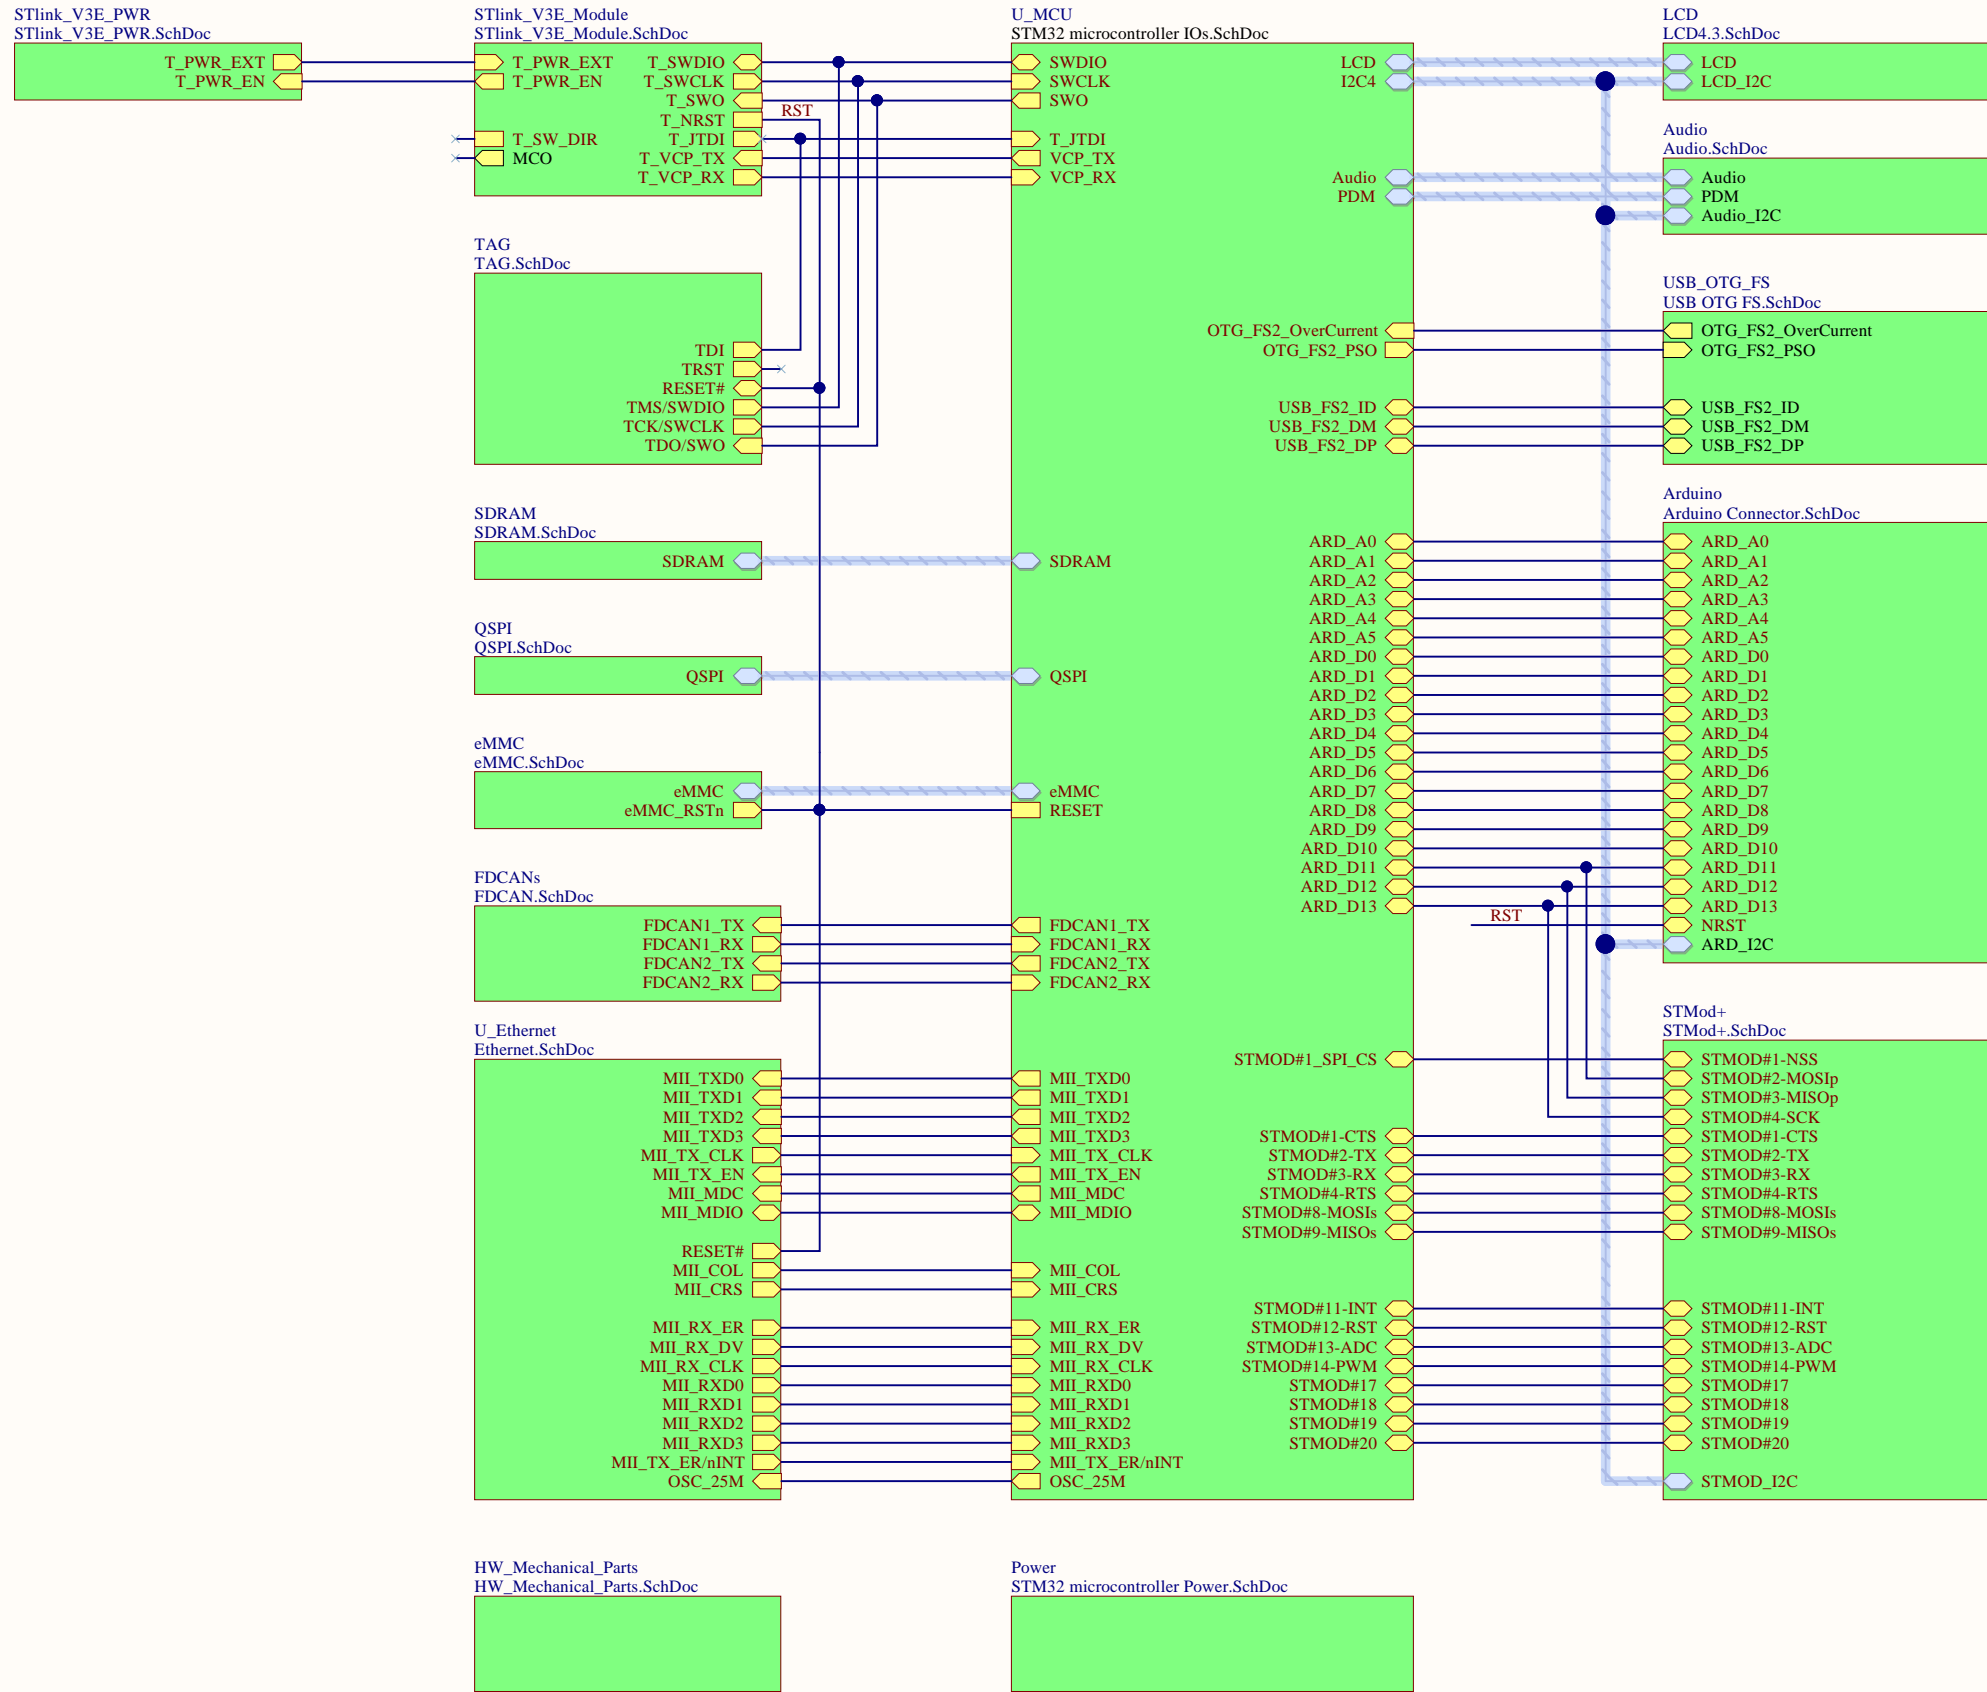 STlink_V3E_PWR
STlink_V3E_PWR.SchDoc
T_PWR_EXT
T_PWR_EN
STlink_V3E_Module
STlink_V3E_Module.SchDoc
T_PWR_EXT T_SWDIO
T_PWR_EN T_SWCLK
T_SWO
RST
T_NRST
T_SW_DIR T_JTDI
MCO T_VCP_TX
T_VCP_RX
TAG
TAG.SchDoc
TDI
TRST
RESET#
TMS/SWDIO
TCK/SWCLK
TDO/SWO
SDRAM
SDRAM.SchDoc
SDRAM
QSPI
QSPI.SchDoc
QSPI
eMMC
eMMC.SchDoc
eMMC
eMMC_RSTn
FDCANs
FDCAN.SchDoc
FDCAN1_TX
FDCAN1_RX
FDCAN2_TX
FDCAN2_RX
U_Ethernet
Ethernet.SchDoc
MII_TXD0
MII_TXD1
MII_TXD2
MII_TXD3
MII_TX_CLK
MII_TX_EN
MII_MDC
MII_MDIO
RESET#
MII_COL
MII_CRS
MII_RX_ER
MII_RX_DV
MII_RX_CLK
MII_RXD0
MII_RXD1
MII_RXD2
MII_RXD3
MII_TX_ER/nINT
OSC_25M
HW_Mechanical_Parts
HW_Mechanical_Parts.SchDoc
U_MCU
STM32 microcontroller IOs.SchDoc
SWDIO LCD
SWCLK I2C4
SWO
T_JTDI
VCP_TX
VCP_RX Audio
PDM
OTG_FS2_OverCurrent
OTG_FS2_PSO
USB_FS2_ID
USB_FS2_DM
USB_FS2_DP
ARD_A0
SDRAM ARD_A1
ARD_A2
ARD_A3
ARD_A4
ARD_A5
ARD_D0
QSPI ARD_D1
ARD_D2
ARD_D3
ARD_D4
ARD_D5
ARD_D6
eMMC ARD_D7
RESET ARD_D8
ARD_D9
ARD_D10
ARD_D11
ARD_D12
ARD_D13
FDCAN1_TX
FDCAN1_RX
FDCAN2_TX
FDCAN2_RX
STMOD#1_SPI_CS
MII_TXD0
MII_TXD1
MII_TXD2
MII_TXD3 STMOD#1-CTS
MII_TX_CLK STMOD#2-TX
MII_TX_EN STMOD#3-RX
MII_MDC STMOD#4-RTS
MII_MDIO STMOD#8-MOSIs
STMOD#9-MISOs
MII_COL
MII_CRS
STMOD#11-INT
MII_RX_ER STMOD#12-RST
MII_RX_DV STMOD#13-ADC
MII_RX_CLK STMOD#14-PWM
MII_RXD0 STMOD#17
MII_RXD1 STMOD#18
MII_RXD2 STMOD#19
MII_RXD3 STMOD#20
MII_TX_ER/nINT
OSC_25M
Power
STM32 microcontroller Power.SchDoc
LCD
LCD4.3.SchDoc
LCD
LCD_I2C
Audio
Audio.SchDoc
Audio
PDM
Audio_I2C
USB_OTG_FS
USB OTG FS.SchDoc
OTG_FS2_OverCurrent
OTG_FS2_PSO
USB_FS2_ID
USB_FS2_DM
USB_FS2_DP
Arduino
Arduino Connector.SchDoc
ARD_A0
ARD_A1
ARD_A2
ARD_A3
ARD_A4
ARD_A5
ARD_D0
ARD_D1
ARD_D2
ARD_D3
ARD_D4
ARD_D5
ARD_D6
ARD_D7
ARD_D8
ARD_D9
ARD_D10
ARD_D11
ARD_D12
ARD_D13
RST
NRST
ARD_I2C
STMod+
STMod+.SchDoc
STMOD#1-NSS
STMOD#2-MOSIp
STMOD#3-MISOp
STMOD#4-SCK
STMOD#1-CTS
STMOD#2-TX
STMOD#3-RX
STMOD#4-RTS
STMOD#8-MOSIs
STMOD#9-MISOs
STMOD#11-INT
STMOD#12-RST
STMOD#13-ADC
STMOD#14-PWM
STMOD#17
STMOD#18
STMOD#19
STMOD#20
STMOD_I2C